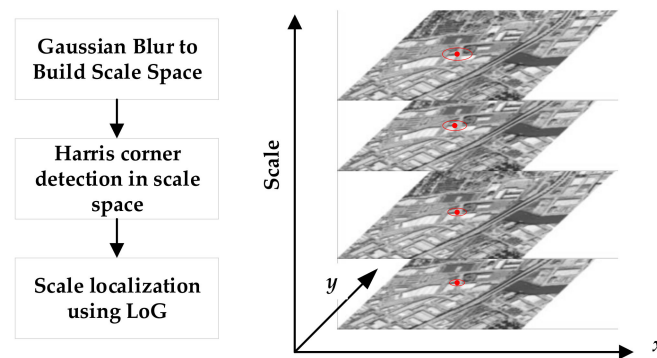 Gaussian Blur to
Build Scale Space
Harris corner
detection in scale
space
Scale localization
using LoG
Scale
y
x